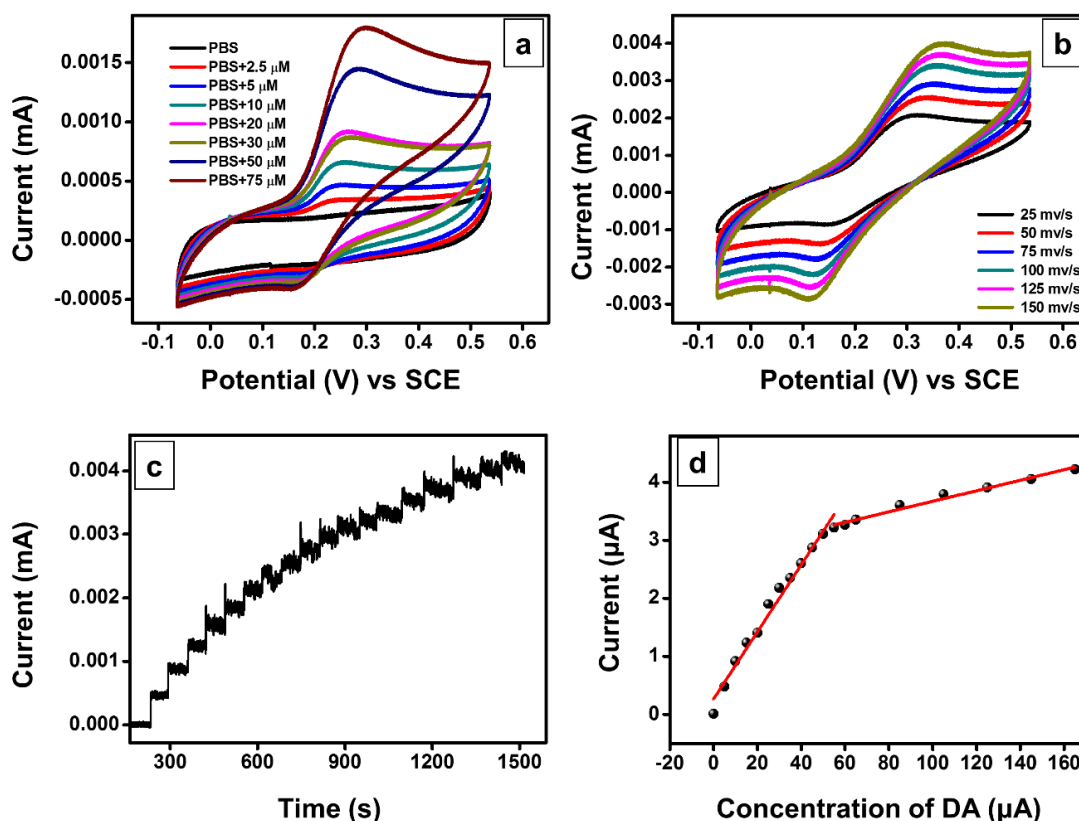 a
PBS
PBS+2.5 μM
PBS+5 μM
PBS+10 μM
PBS+20 μM
PBS+30 μM
PBS+50 μM
PBS+75 μM
0.0015
0.0010
0.0005
0.0000
-0.0005
Current (mA)
-0.1 0.0 0.1 0.2 0.3 0.4 0.5 0.6
Potential (V) vs SCE
b
0.004
0.003
0.002
0.001
0.000
-0.001
-0.002
-0.003
Current (mA)
25 mv/s
50 mv/s
75 mv/s
100 mv/s
125 mv/s
150 mv/s
-0.1 0.0 0.1 0.2 0.3 0.4 0.5 0.6
Potential (V) vs SCE
c
0.004
0.003
0.002
0.001
0.000
Current (mA)
300 600 900 1200 1500
Time (s)
d
4
3
2
1
0
Current (μA)
-20 0 20 40 60 80 100 120 140 160
Concentration of DA (μA)